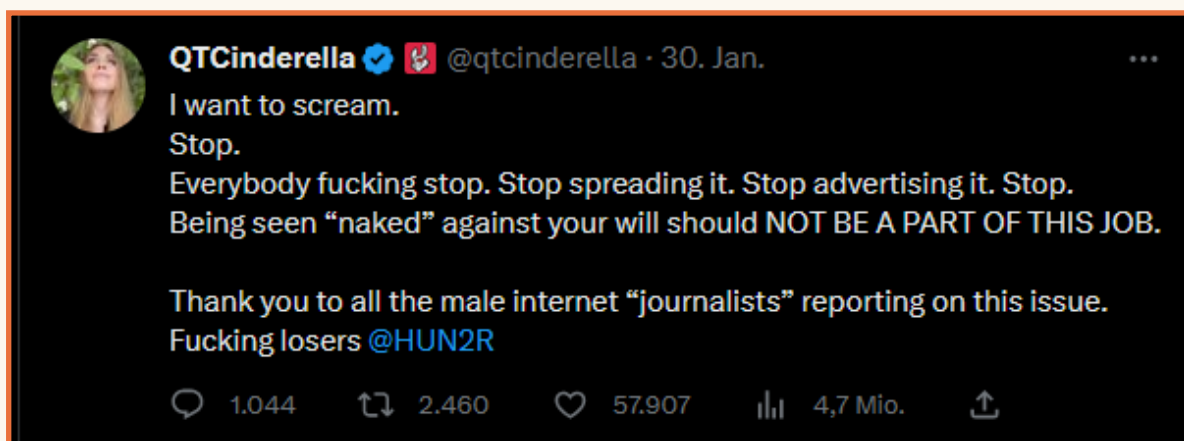 QTCinderella @qtcinderella · 30. Jan.
I want to scream.
Stop.
Everybody fucking stop. Stop spreading it. Stop advertising it. Stop.
Being seen “naked” against your will should NOT BE A PART OF THIS JOB.
Thank you to all the male internet “journalists” reporting on this issue.
Fucking losers @HUN2R
1.044 2.460 57.907 4,7 Mio.